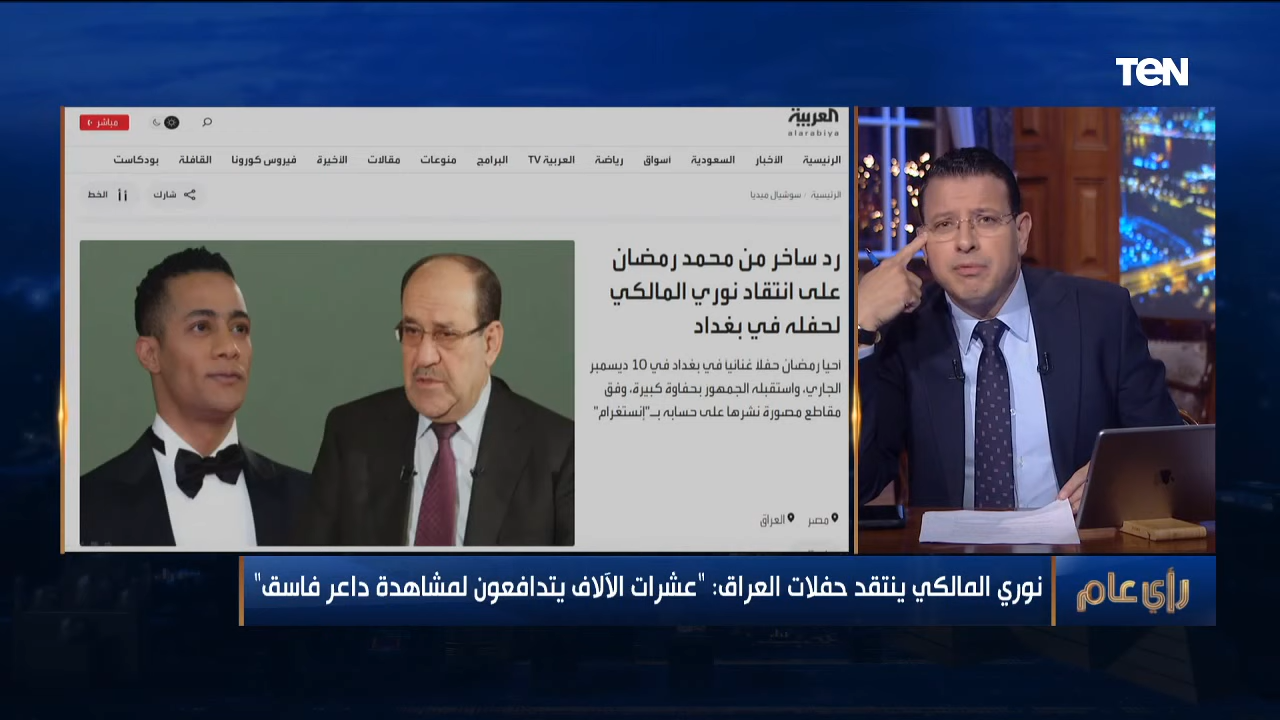 TEN
العربية
alarabiya
مباشر
الرئيسية الأخبار السعودية أسواق رياضة العربية TV البرامج منوعات مقالات الأخيرة فيروس كورونا القافلة بودكاست
الرئيسية . سوشيال ميديا
شارك
الخط
رد ساخر من محمد رمضان
على انتقاد نوري المالكي
لحفله في بغداد
أحيا رمضان حفلاً غنائياً في بغداد في 10 ديسمبر
الجاري، واستقبله الجمهور بحفاوة كبيرة، وفق
مقاطع مصورة نشرها على حسابه بـ"إنستغرام"
مصر العراق
رأي عام
نوري المالكي ينتقد حفلات العراق: "عشرات الآلاف يتدافعون لمشاهدة داعر فاسق"